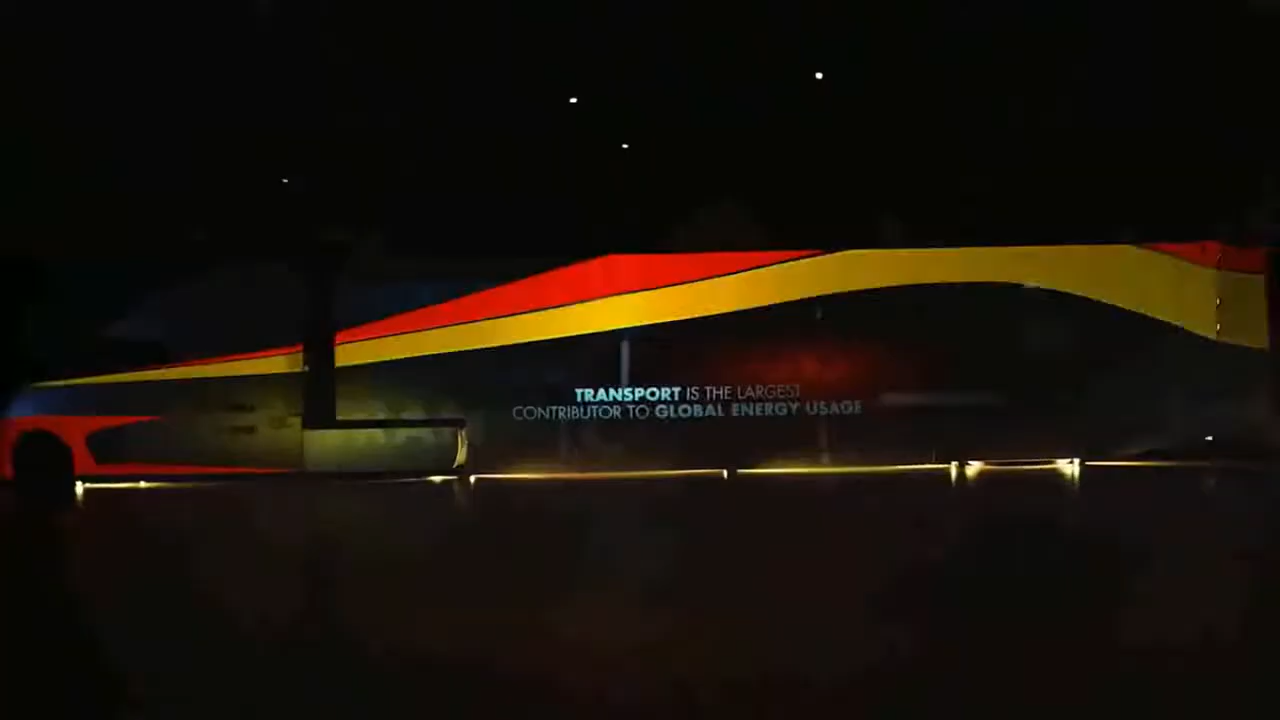 TRANSPORT IS THE LARGEST
CONTRIBUTOR TO GLOBAL ENERGY USAGE